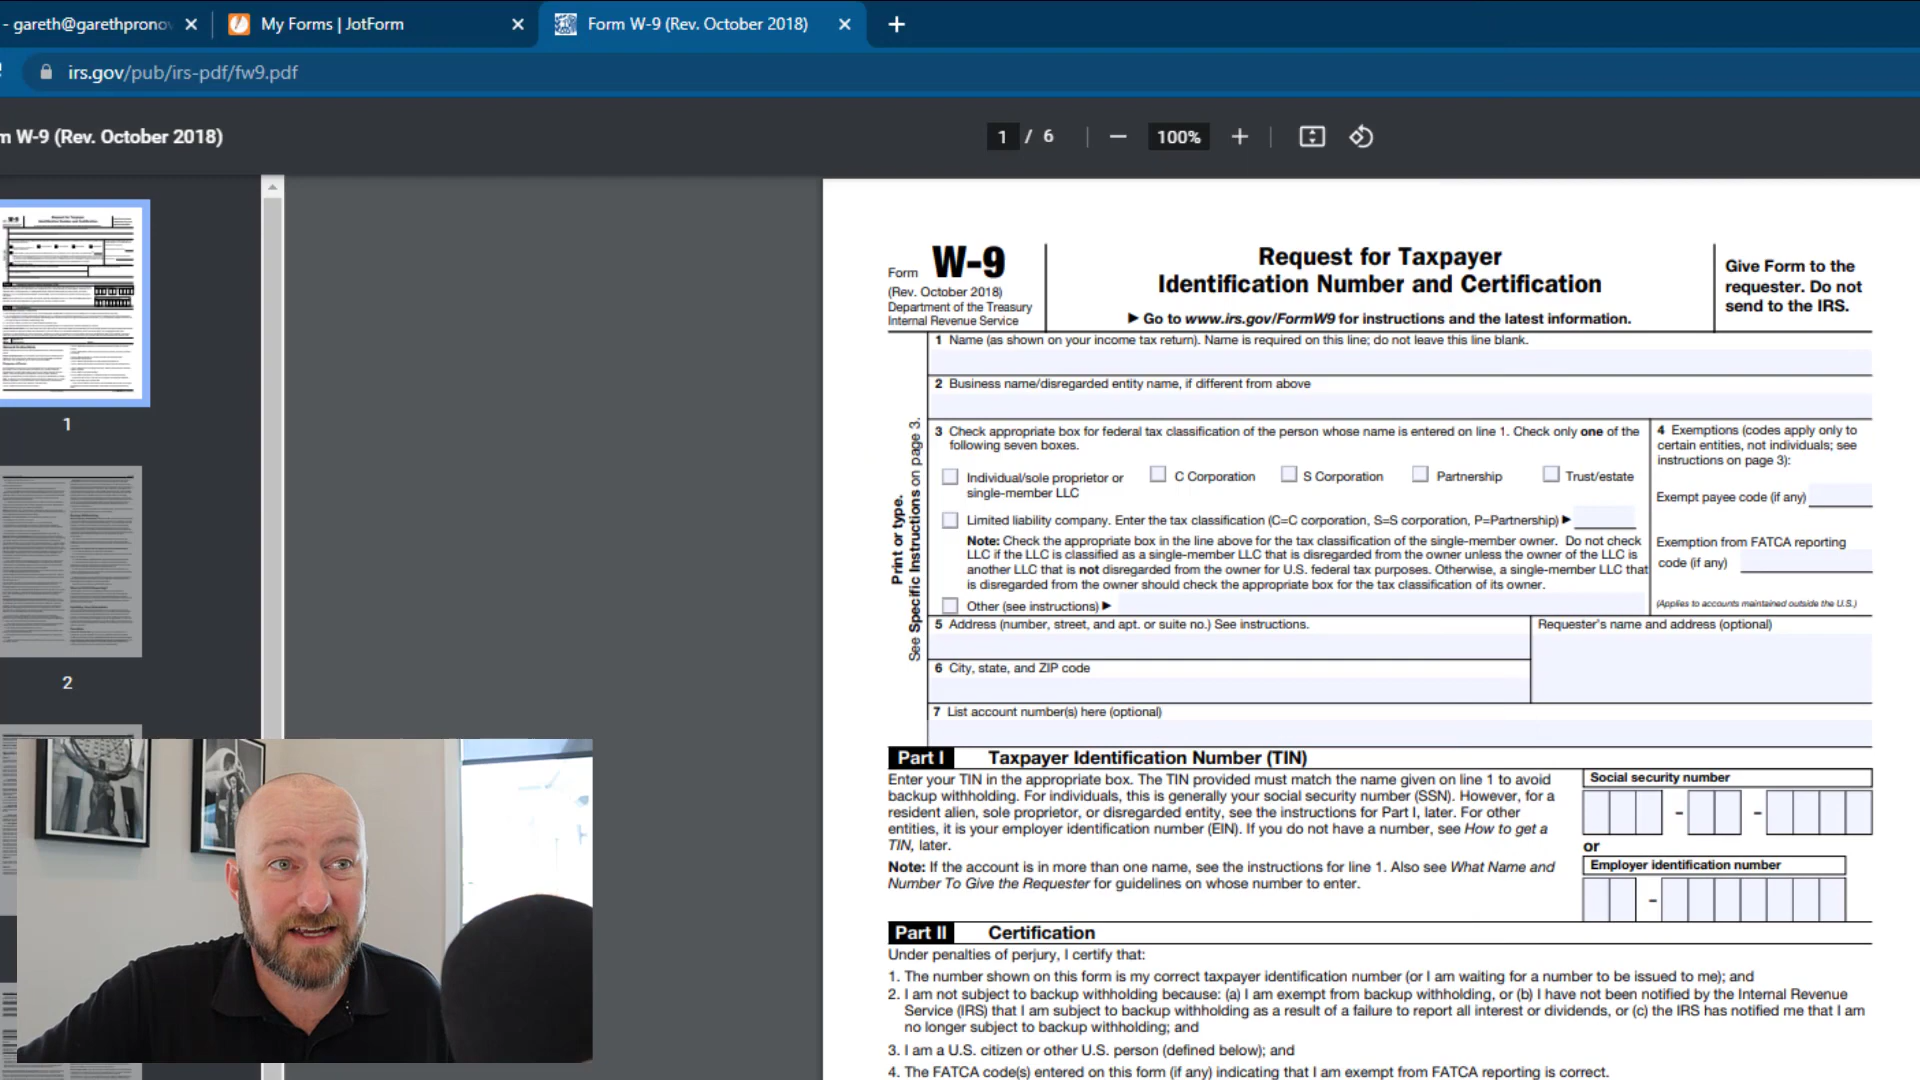 - gareth@garethprono
My Forms | JotForm
Form W-9 (Rev. October 2018)
irs.gov/pub/irs-pdf/fw9.pdf
m W-9 (Rev. October 2018)
1 / 6
100%
1
2
Form W-9
(Rev. October 2018)
Department of the Treasury
Internal Revenue Service
Request for Taxpayer
Identification Number and Certification
▶ Go to www.irs.gov/FormW9 for instructions and the latest information.
Give Form to the
requester. Do not
send to the IRS.
Print or type.
See Specific Instructions on page 3.
1 Name (as shown on your income tax return). Name is required on this line; do not leave this line blank.
2 Business name/disregarded entity name, if different from above
3 Check appropriate box for federal tax classification of the person whose name is entered on line 1. Check only one of the
following seven boxes.
Individual/sole proprietor or
single-member LLC
C Corporation
S Corporation
Partnership
Trust/estate
Limited liability company. Enter the tax classification (C=C corporation, S=S corporation, P=Partnership) ▶
Note: Check the appropriate box in the line above for the tax classification of the single-member owner. Do not check
LLC if the LLC is classified as a single-member LLC that is disregarded from the owner unless the owner of the LLC is
another LLC that is not disregarded from the owner for U.S. federal tax purposes. Otherwise, a single-member LLC that
is disregarded from the owner should check the appropriate box for the tax classification of its owner.
Other (see instructions) ▶
4 Exemptions (codes apply only to
certain entities, not individuals; see
instructions on page 3):
Exempt payee code (if any)
Exemption from FATCA reporting
code (if any)
(Applies to accounts maintained outside the U.S.)
5 Address (number, street, and apt. or suite no.) See instructions.
Requester's name and address (optional)
6 City, state, and ZIP code
7 List account number(s) here (optional)
Part I Taxpayer Identification Number (TIN)
Enter your TIN in the appropriate box. The TIN provided must match the name given on line 1 to avoid
backup withholding. For individuals, this is generally your social security number (SSN). However, for a
resident alien, sole proprietor, or disregarded entity, see the instructions for Part I, later. For other
entities, it is your employer identification number (EIN). If you do not have a number, see How to get a
TIN, later.
Note: If the account is in more than one name, see the instructions for line 1. Also see What Name and
Number To Give the Requester for guidelines on whose number to enter.
Social security number
– –
or
Employer identification number
–
Part II Certification
Under penalties of perjury, I certify that:
1. The number shown on this form is my correct taxpayer identification number (or I am waiting for a number to be issued to me); and
2. I am not subject to backup withholding because: (a) I am exempt from backup withholding, or (b) I have not been notified by the Internal Revenue
Service (IRS) that I am subject to backup withholding as a result of a failure to report all interest or dividends, or (c) the IRS has notified me that I am
no longer subject to backup withholding; and
3. I am a U.S. citizen or other U.S. person (defined below); and
4. The FATCA code(s) entered on this form (if any) indicating that I am exempt from FATCA reporting is correct.